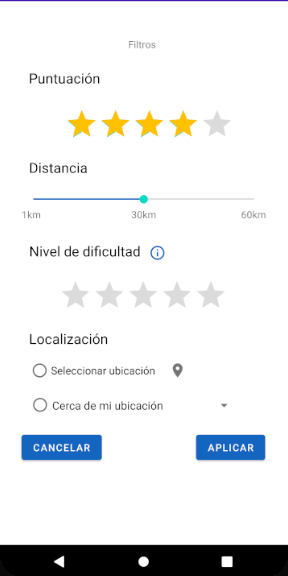 Filtros
Puntuación
Distancia
1km 30km 60km
Nivel de dificultad
Localización
Seleccionar ubicación
Cerca de mi ubicación
CANCELAR APLICAR